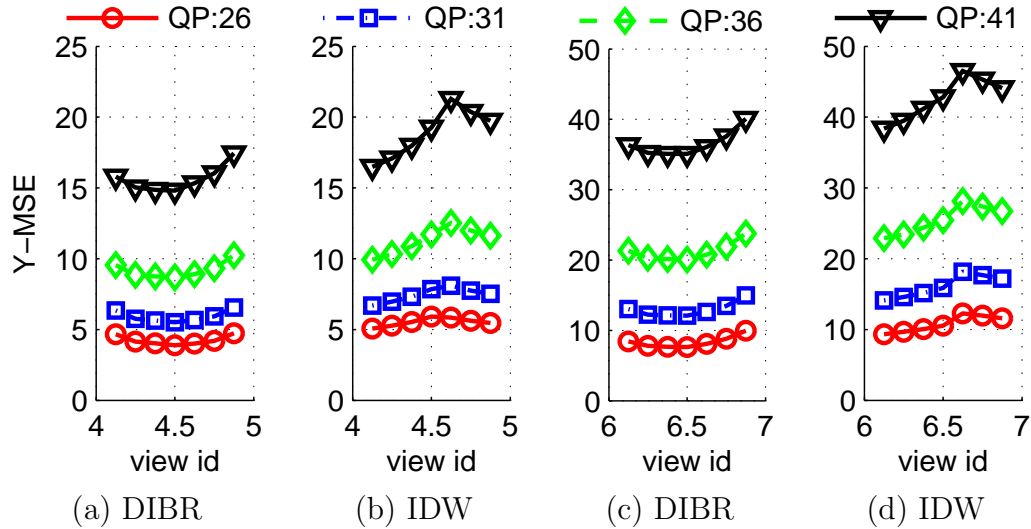 QP:26 QP:31 QP:36 QP:41
25 25 50 50
20 20 40 40
15 15 30 30
10 10 20 20
5 5 10 10
0 0 0 0
Y-MSE
4 4.5 5 4 4.5 5 6 6.5 7 6 6.5 7
view id view id view id view id
(a) DIBR (b) IDW (c) DIBR (d) IDW